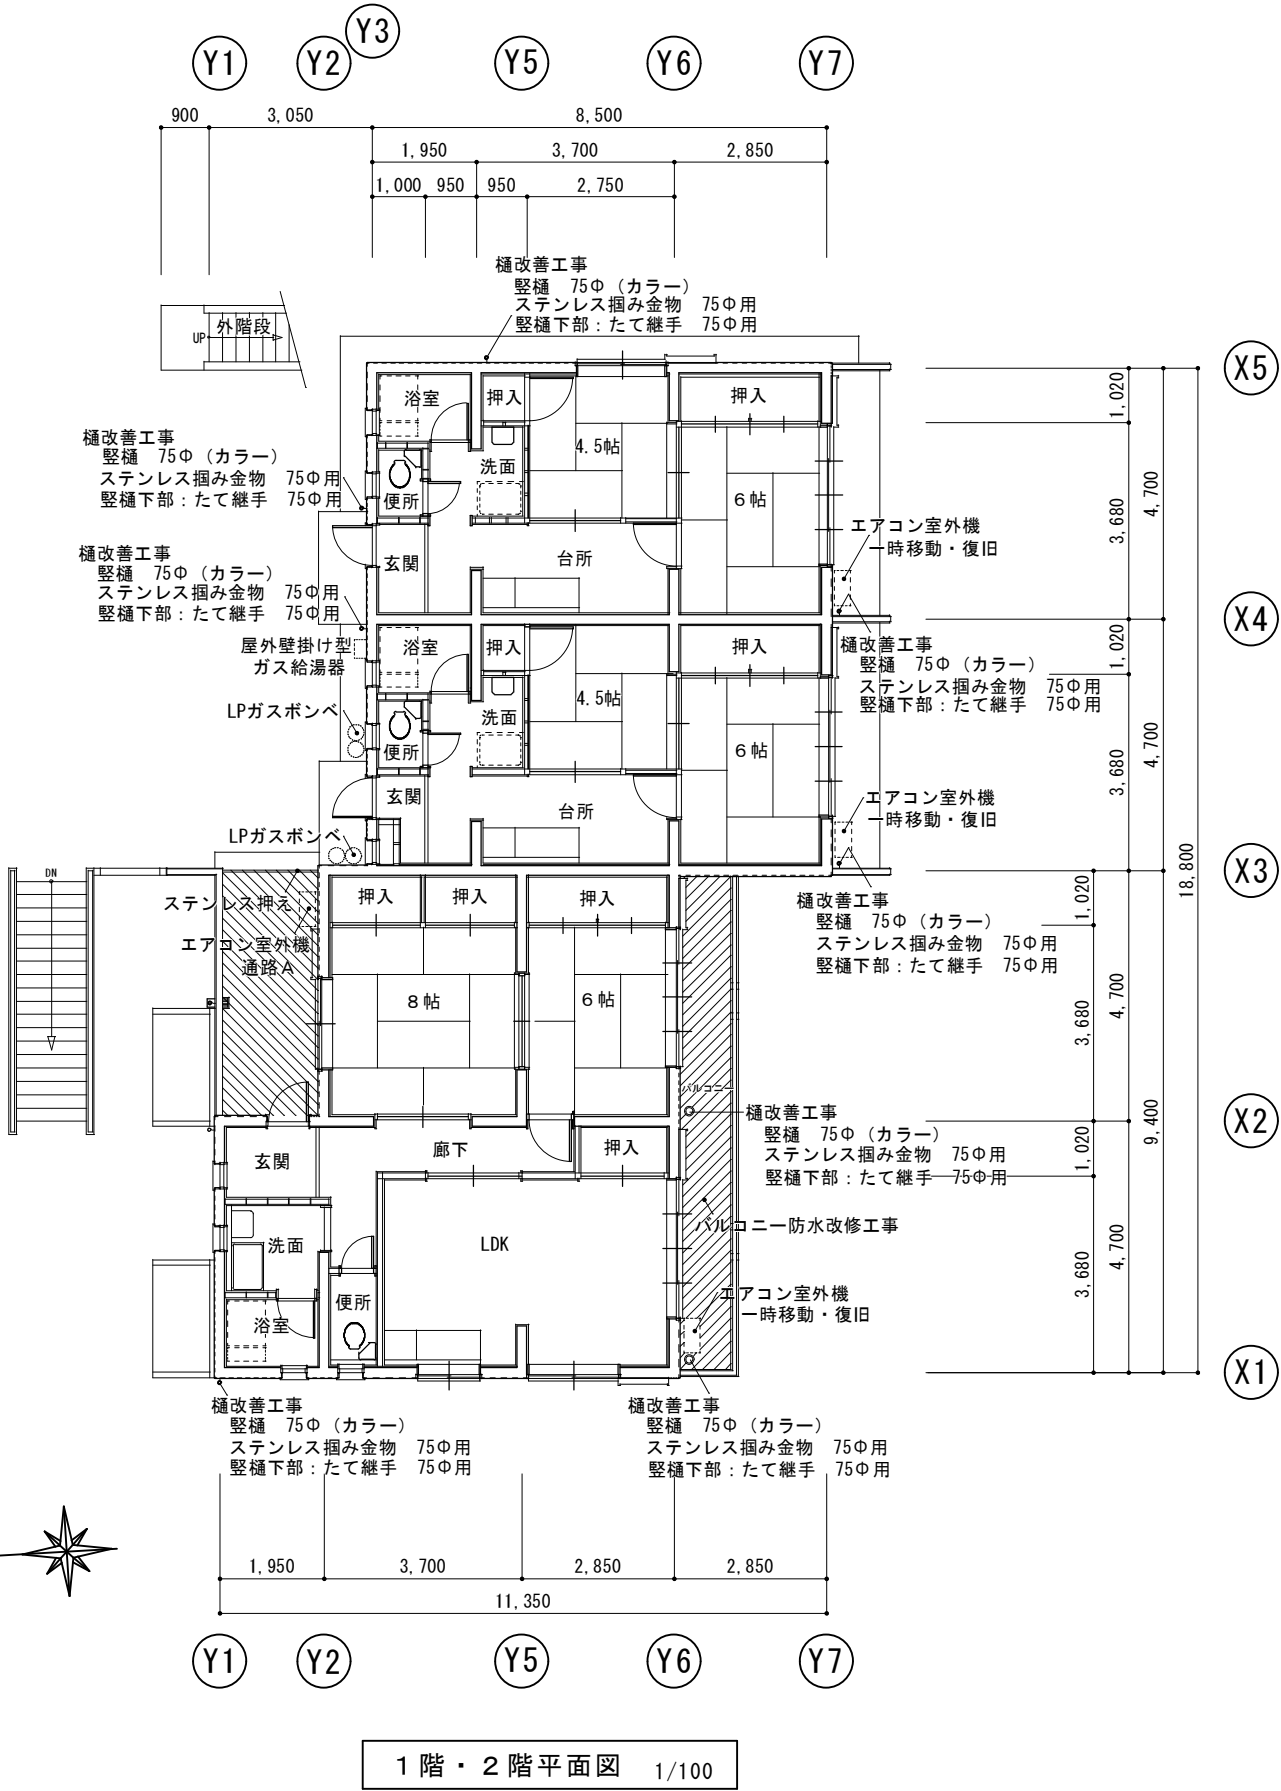 Y3
Y1 Y2 Y5 Y6 Y7
900 3,050 8,500
1,950 3,700 2,850
1,000 950 950 2,750
樋改善工事
竪樋 75Φ（カラー）
ステンレス掴み金物 75Φ用
竪樋下部：たて継手 75Φ用
外階段
UP
X5
浴室
押入
押入
1,020
4.5帖
洗面
便所
6帖
樋改善工事
竪樋 75Φ（カラー）
ステンレス掴み金物 75Φ用
竪樋下部：たて継手 75Φ用
3,680
4,700
エアコン室外機
一時移動・復旧
玄関
台所
樋改善工事
竪樋 75Φ（カラー）
ステンレス掴み金物 75Φ用
竪樋下部：たて継手 75Φ用
X4
屋外壁掛け型
ガス給湯器
浴室
押入
押入
樋改善工事
竪樋 75Φ（カラー）
ステンレス掴み金物 75Φ用
竪樋下部：たて継手 75Φ用
1,020
4.5帖
洗面
LPガスボンベ
便所
6帖
3,680
4,700
玄関
台所
エアコン室外機
一時移動・復旧
LPガスボンベ
X3
18,800
DN
ステンレス押え
エアコン室外機
通路A
押入
押入
押入
樋改善工事
竪樋 75Φ（カラー）
ステンレス掴み金物 75Φ用
竪樋下部：たて継手 75Φ用
1,020
8帖
6帖
3,680
4,700
バルコニー
樋改善工事
竪樋 75Φ（カラー）
ステンレス掴み金物 75Φ用
竪樋下部：たて継手 75Φ用
X2
9,400
1,020
玄関
廊下
押入
バルコニー防水改修工事
洗面
LDK
3,680
4,700
便所
浴室
エアコン室外機
一時移動・復旧
X1
樋改善工事
竪樋 75Φ（カラー）
ステンレス掴み金物 75Φ用
竪樋下部：たて継手 75Φ用
樋改善工事
竪樋 75Φ（カラー）
ステンレス掴み金物 75Φ用
竪樋下部：たて継手 75Φ用
1,950 3,700 2,850 2,850
11,350
Y1 Y2 Y5 Y6 Y7
1階・2階平面図 1/100